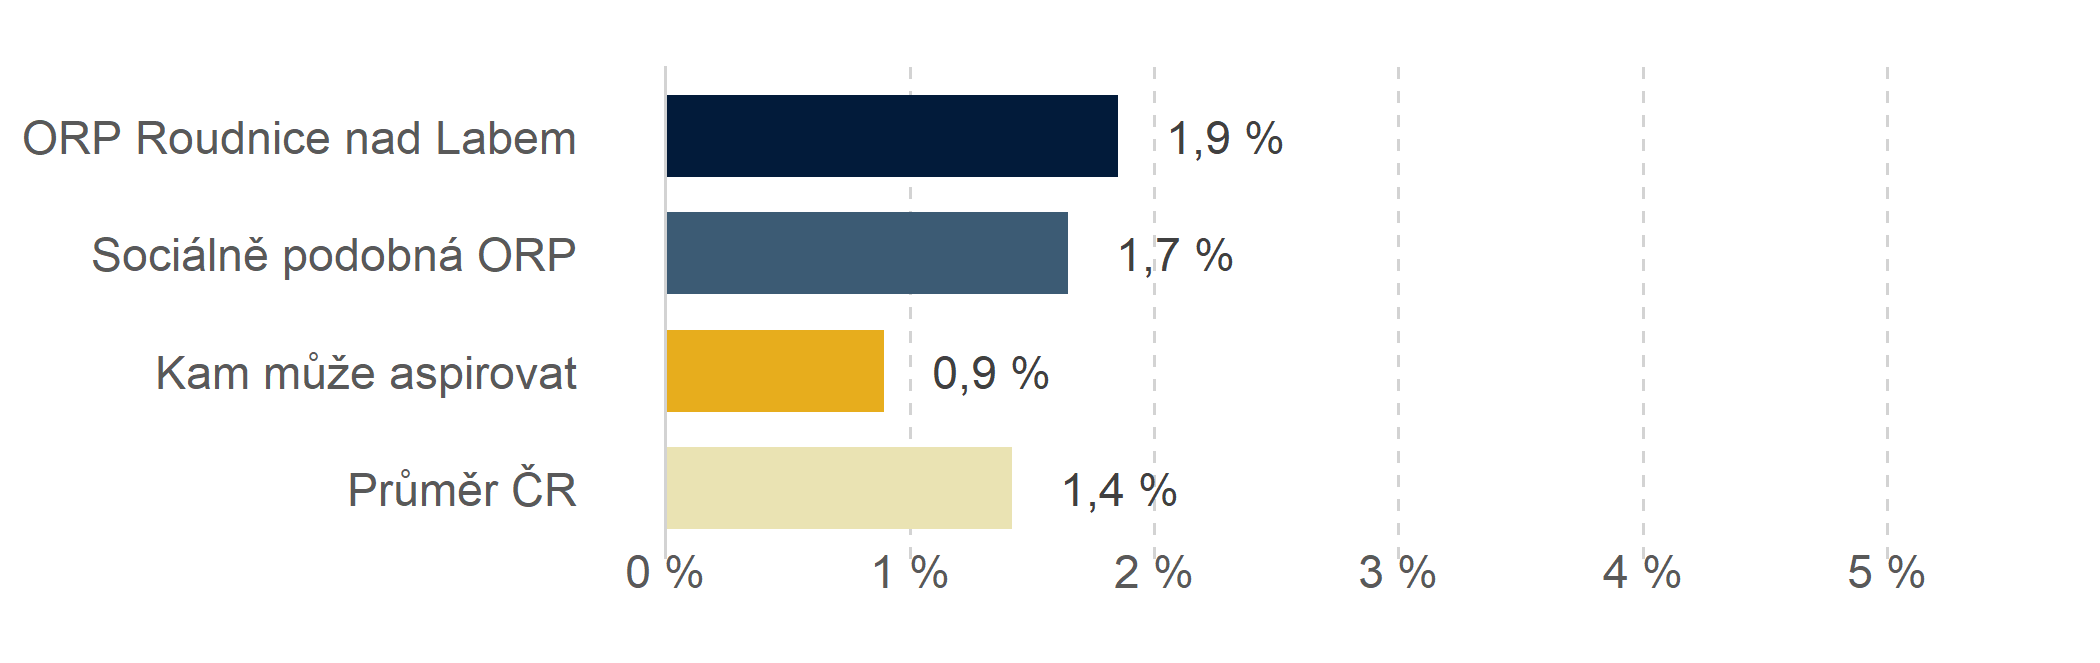 ORP Roudnice nad Labem
1,9 %
Sociálně podobná ORP
1,7 %
Kam může aspirovat
0,9 %
Průměr ČR
1,4 %
0 %
1 %
2 %
3 %
4 %
5 %